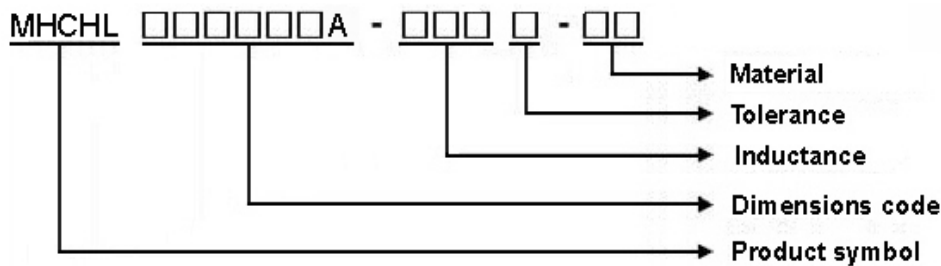 MHCHL □□□□□□A - □□□ □ - □□
Material
Tolerance
Inductance
Dimensions code
Product symbol